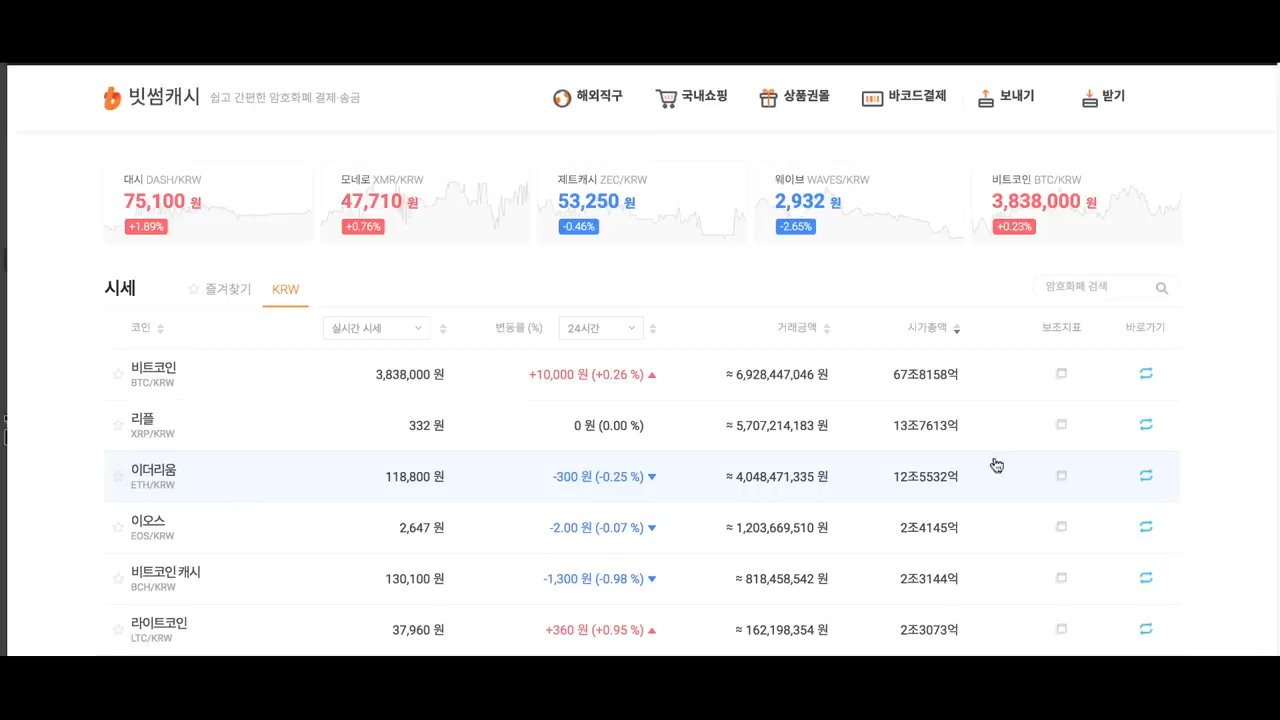 빗썸캐시 쉽고 간편한 암호화폐 결제·송금 해외직구 국내쇼핑 상품권몰 바코드결제 보내기 받기
대시 DASH/KRW 모네로 XMR/KRW 제트캐시 ZEC/KRW 웨이브 WAVES/KRW 비트코인 BTC/KRW
75,100 원 47,710 원 53,250 원 2,932 원 3,838,000 원
+1.89% +0.76% -0.46% -2.65% +0.23%
시세 즐겨찾기 KRW 암호화폐 검색
코인 실시간 시세 변동률 (%) 24시간 거래금액 시가총액 보조지표 바로가기
비트코인 3,838,000 원 +10,000 원 (+0.26 %) ▲ ≈ 6,928,447,046 원 67조8158억
BTC/KRW
리플 332 원 0 원 (0.00 %) ≈ 5,707,214,183 원 13조7613억
XRP/KRW
이더리움 118,800 원 -300 원 (-0.25 %) ▼ ≈ 4,048,471,335 원 12조5532억
ETH/KRW
이오스 2,647 원 -2.00 원 (-0.07 %) ▼ ≈ 1,203,669,510 원 2조4145억
EOS/KRW
비트코인 캐시 130,100 원 -1,300 원 (-0.98 %) ▼ ≈ 818,458,542 원 2조3144억
BCH/KRW
라이트코인 37,960 원 +360 원 (+0.95 %) ▲ ≈ 162,198,354 원 2조3073억
LTC/KRW